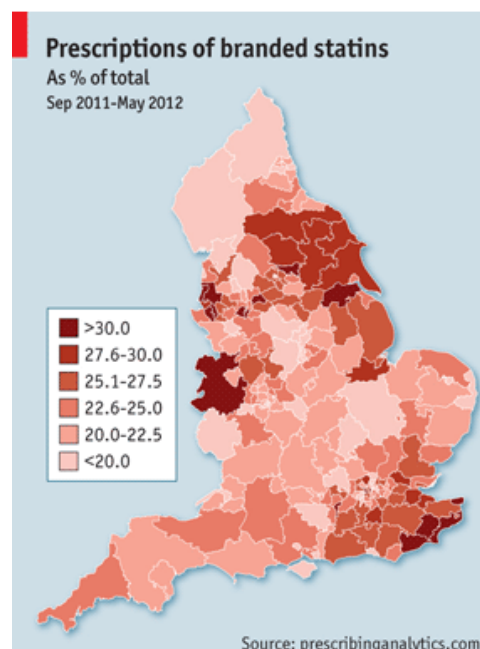 Prescriptions of branded statins
As % of total
Sep 2011-May 2012
>30.0
27.6-30.0
25.1-27.5
22.6-25.0
20.0-22.5
<20.0
Source: prescribinganalytics.com